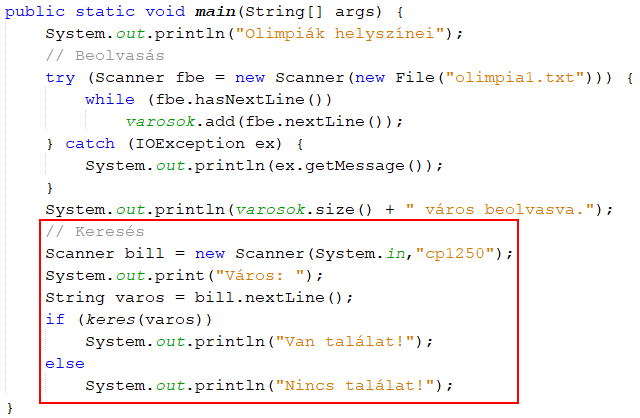 public static void main(String[] args) {
    System.out.println("Olimpiák helyszínei");
    // Beolvasás
    try (Scanner fbe = new Scanner(new File("olimpia1.txt"))) {
        while (fbe.hasNextLine())
            varosok.add(fbe.nextLine());
    } catch (IOException ex) {
        System.out.println(ex.getMessage());
    }
    System.out.println(varosok.size() + " város beolvasva.");
    // Keresés
    Scanner bill = new Scanner(System.in,"cp1250");
    System.out.print("Város: ");
    String varos = bill.nextLine();
    if (keres(varos))
        System.out.println("Van találat!");
    else
        System.out.println("Nincs találat!");
}